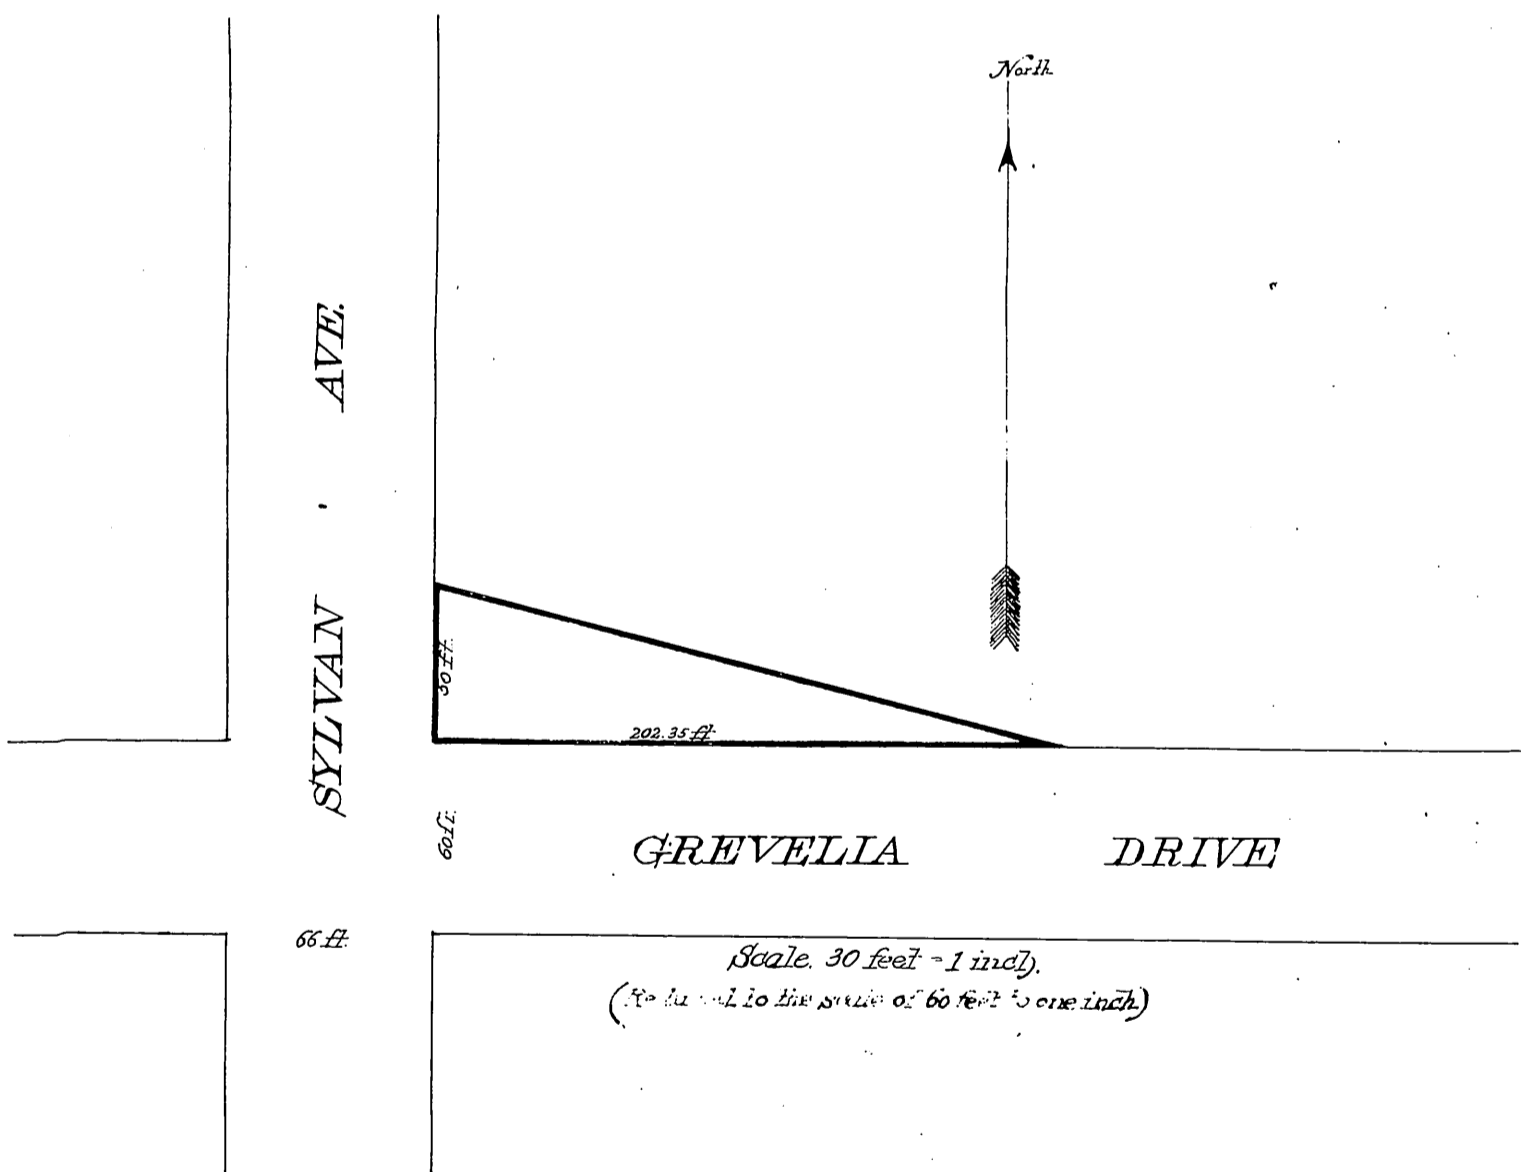 North
SYLVAN AVE.
ft.
202.35 ft
60 ft.
GREVELIA DRIVE
66 ft.
Scale. 30 feet = 1 inch.
( to the scale of 60 feet to one inch)